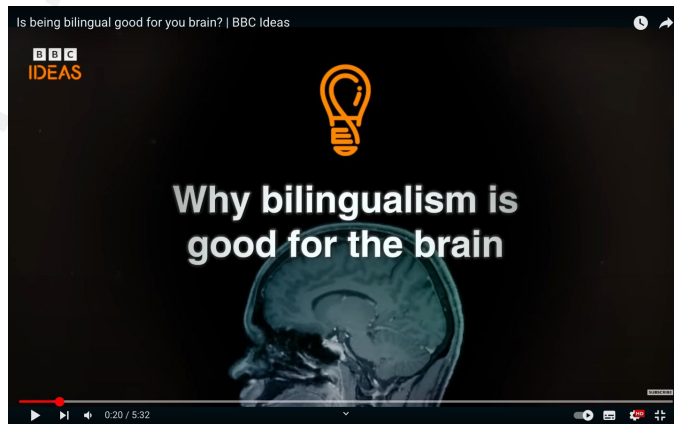 Is being bilingual good for you brain? | BBC Ideas
BBC
IDEAS
Why bilingualism is
good for the brain
SUBSCRIBE
0:20 / 5:32
HD